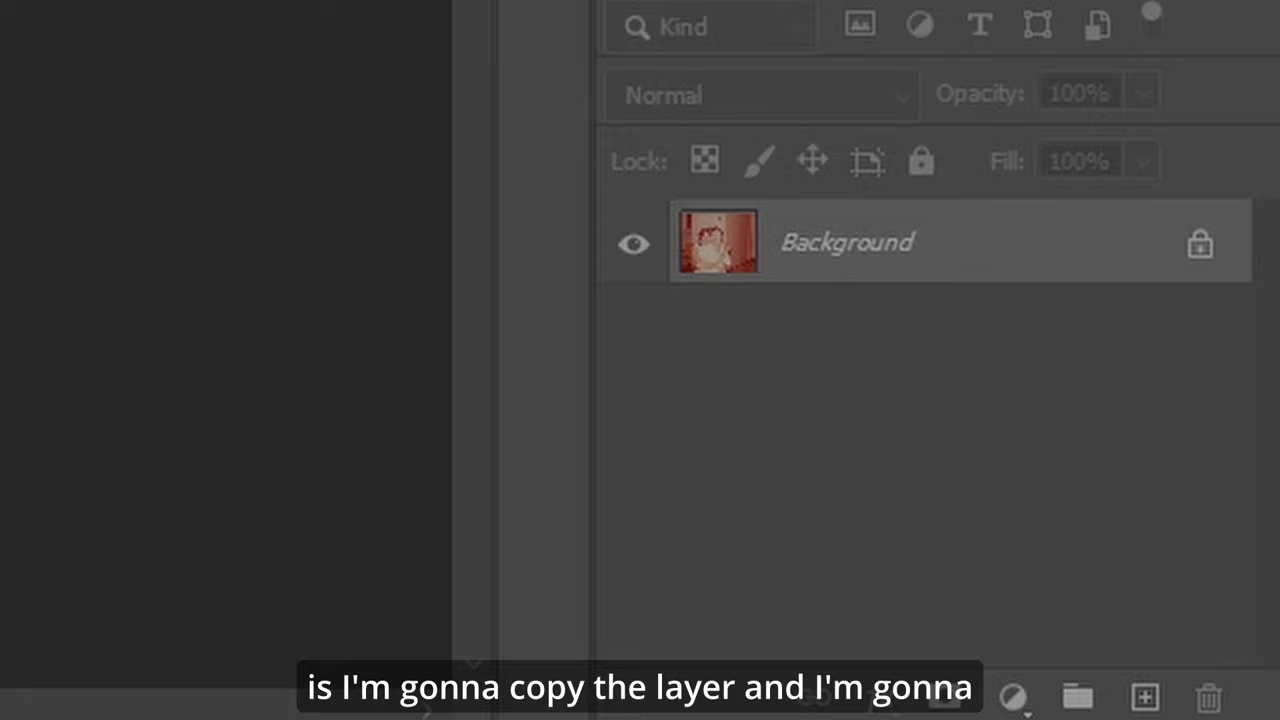 Kind
Normal
Opacity: 100%
Lock:
Fill: 100%
Background
is I'm gonna copy the layer and I'm gonna